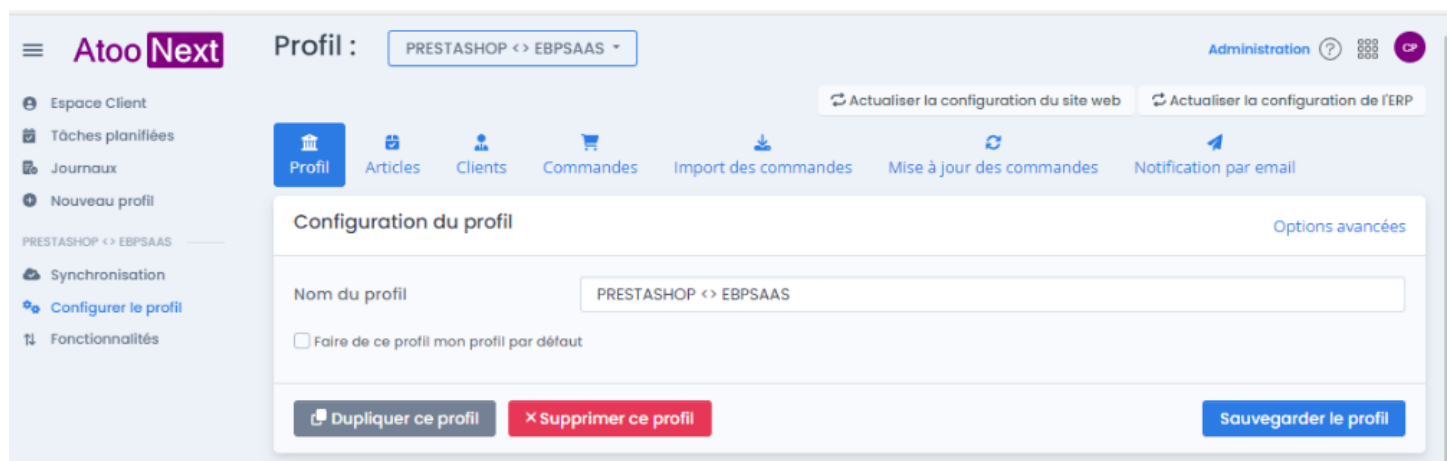 Atoo Next
Profil :
PRESTASHOP <> EBPSAAS
Administration
CP
Actualiser la configuration du site web
Actualiser la configuration de l'ERP
Espace Client
Tâches planifiées
Journaux
Nouveau profil
PRESTASHOP <> EBPSAAS
Synchronisation
Configurer le profil
Fonctionnalités
Profil
Articles
Clients
Commandes
Import des commandes
Mise à jour des commandes
Notification par email
Configuration du profil
Options avancées
Nom du profil
PRESTASHOP <> EBPSAAS
Faire de ce profil mon profil par défaut
Dupliquer ce profil
Supprimer ce profil
Sauvegarder le profil